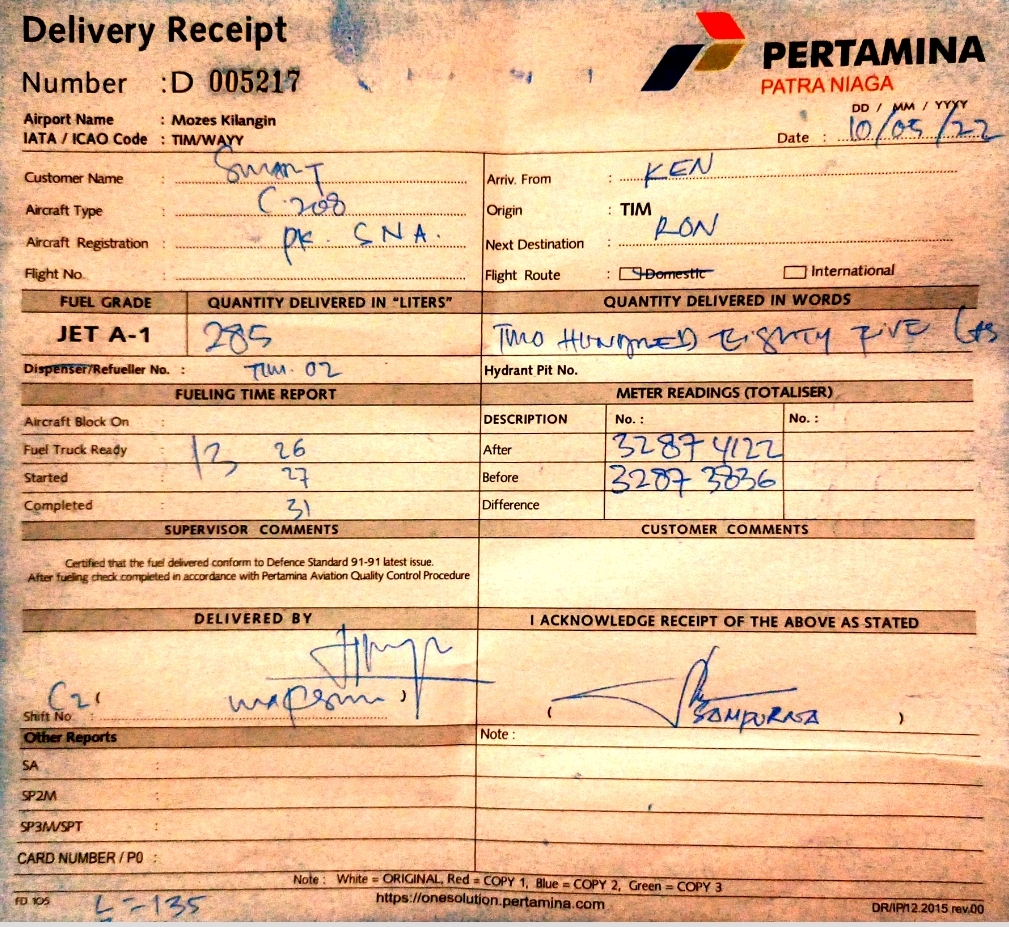 Delivery Receipt
PERTAMINA
PATRA NIAGA
Number :D 005217
Airport Name : Mozes Kilangin
IATA / ICAO Code : TIM/WAYY
DD / MM / YYYY
Date : 10/05/22
Customer Name : SMART
Arriv. From : KEN
Aircraft Type : C-208
Origin : TIM
Aircraft Registration : PK. SNA.
Next Destination : RON
Flight No. :
Flight Route : Domestic International
FUEL GRADE QUANTITY DELIVERED IN "LITERS" QUANTITY DELIVERED IN WORDS
JET A-1 285 TWO HUNDRED EIGHTY FIVE
Dispenser/Refueller No. : TIM. 02 Hydrant Pit No.
FUELING TIME REPORT METER READINGS (TOTALISER)
Aircraft Block On : DESCRIPTION No. : No. :
Fuel Truck Ready : 13 26 After 3287 4122
Started : 27 Before 3287 3836
Completed : 31 Difference
SUPERVISOR COMMENTS CUSTOMER COMMENTS
Certified that the fuel delivered conform to Defence Standard 91-91 latest issue.
After fueling check completed in accordance with Pertamina Aviation Quality Control Procedure
DELIVERED BY I ACKNOWLEDGE RECEIPT OF THE ABOVE AS STATED
C2 ( )
Shift No. :
( SAMPURNA )
Other Reports Note :
SA :
SP2M :
SP3M/SPT :
CARD NUMBER / PO :
Note : White = ORIGINAL, Red = COPY 1, Blue = COPY 2, Green = COPY 3
FD 105 L = 135 https://onesolution.pertamina.com DR/IP/12.2015 rev.00